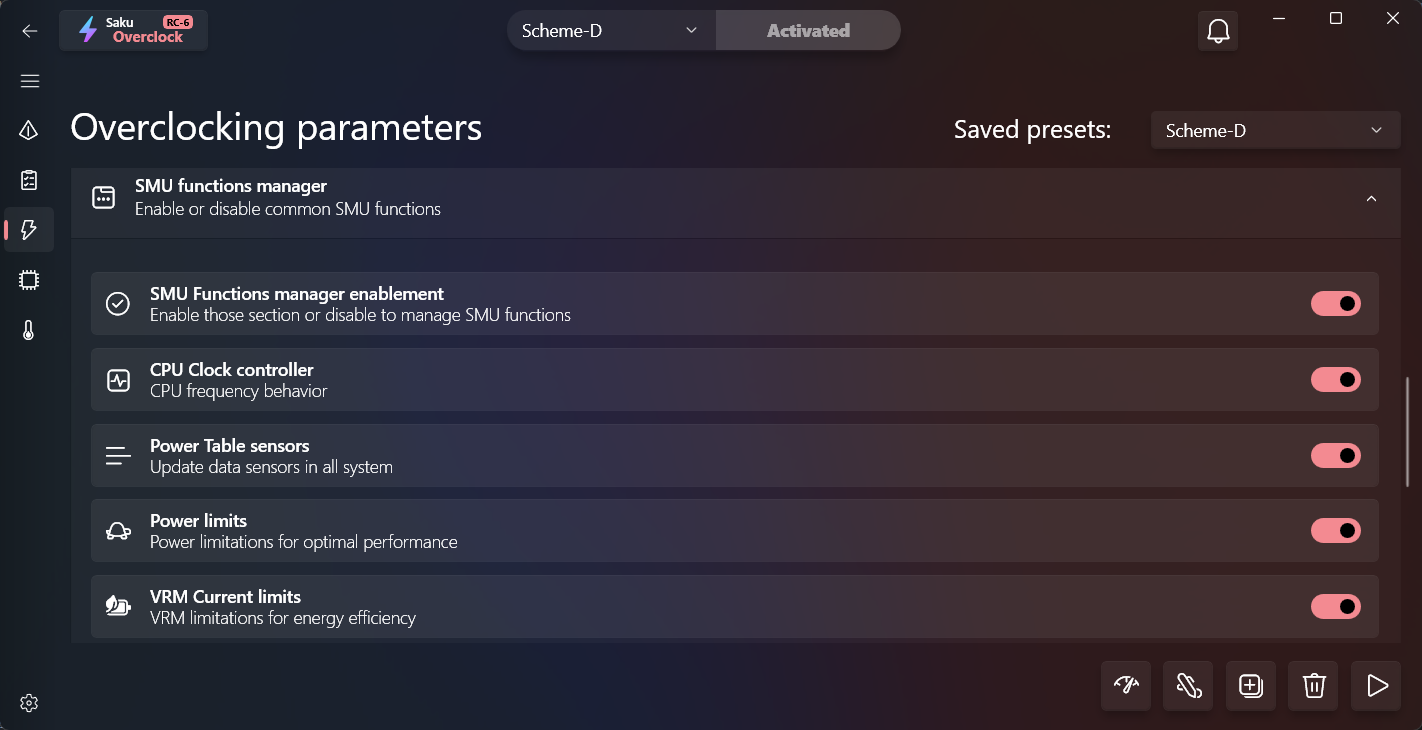 Saku
RC-6
Overclock
Scheme-D
Activated
Overclocking parameters
Saved presets:
Scheme-D
SMU functions manager
Enable or disable common SMU functions
SMU Functions manager enablement
Enable those section or disable to manage SMU functions
CPU Clock controller
CPU frequency behavior
Power Table sensors
Update data sensors in all system
Power limits
Power limitations for optimal performance
VRM Current limits
VRM limitations for energy efficiency